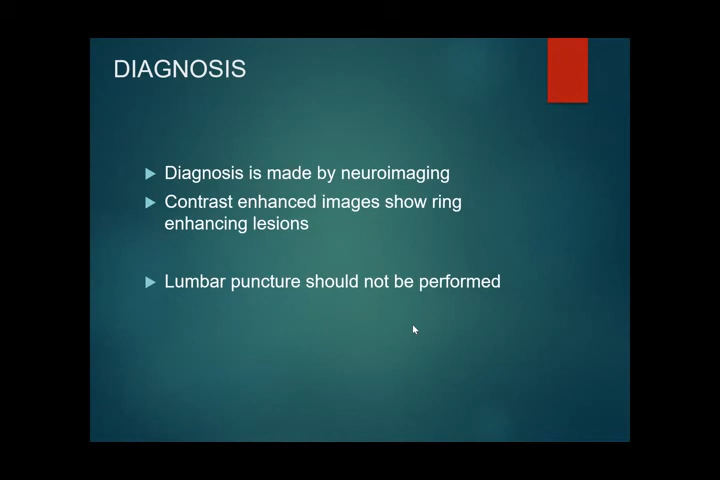 DIAGNOSIS
Diagnosis is made by neuroimaging
Contrast enhanced images show ring
enhancing lesions
Lumbar puncture should not be performed